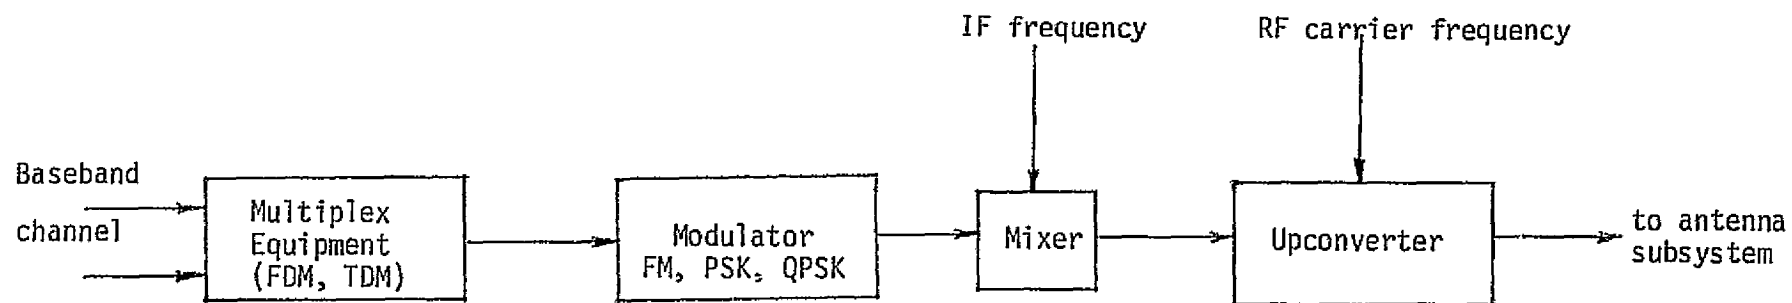 IF frequency
RF carrier frequency
Baseband
channel
Multiplex
Equipment
(FDM, TDM)
Modulator
FM, PSK, QPSK
Mixer
Upconverter
to antenna
subsystem